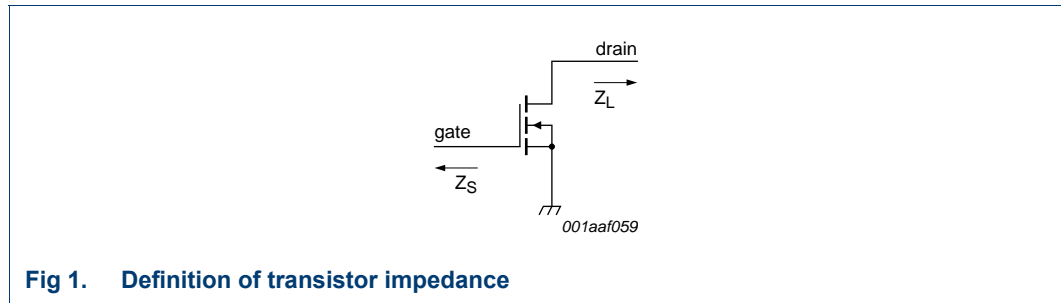 drain
Z_L
gate
Z_S
001aaf059
Fig 1. Definition of transistor impedance